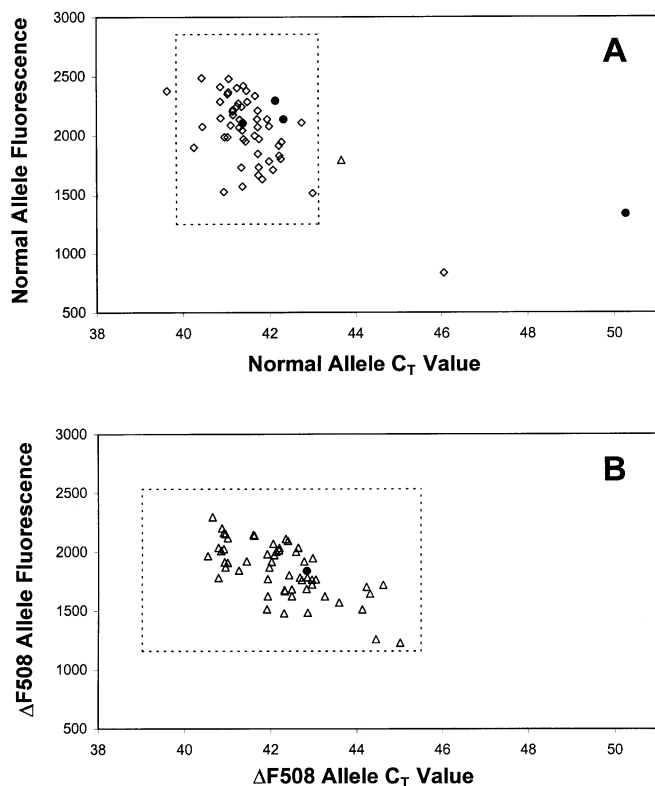 A
3000
2500
2000
1500
1000
500
Normal Allele Fluorescence
38 40 42 44 46 48 50
Normal Allele CT Value
B
3000
2500
2000
1500
1000
500
ΔF508 Allele Fluorescence
38 40 42 44 46 48 50
ΔF508 Allele CT Value